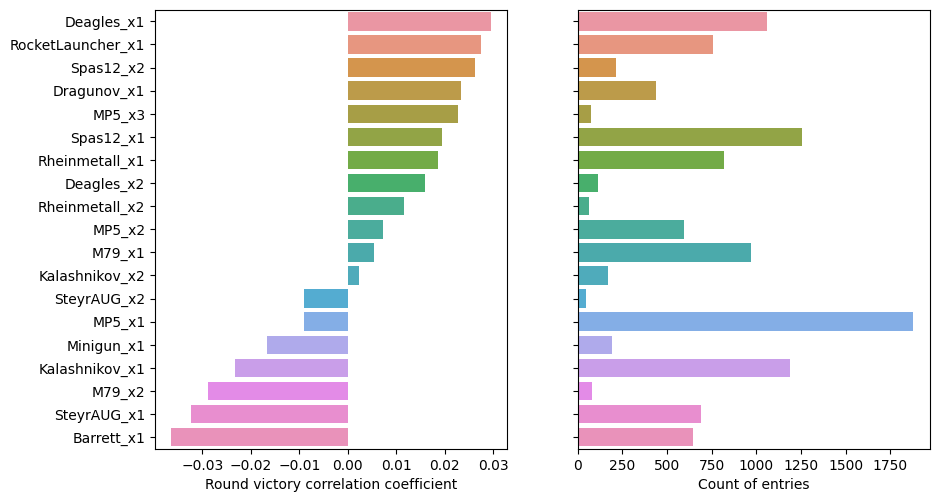 Deagles_x1
RocketLauncher_x1
Spas12_x2
Dragunov_x1
MP5_x3
Spas12_x1
Rheinmetall_x1
Deagles_x2
Rheinmetall_x2
MP5_x2
M79_x1
Kalashnikov_x2
SteyrAUG_x2
MP5_x1
Minigun_x1
Kalashnikov_x1
M79_x2
SteyrAUG_x1
Barrett_x1
−0.03 −0.02 −0.01 0.00 0.01 0.02 0.03
Round victory correlation coefficient
0 250 500 750 1000 1250 1500 1750
Count of entries